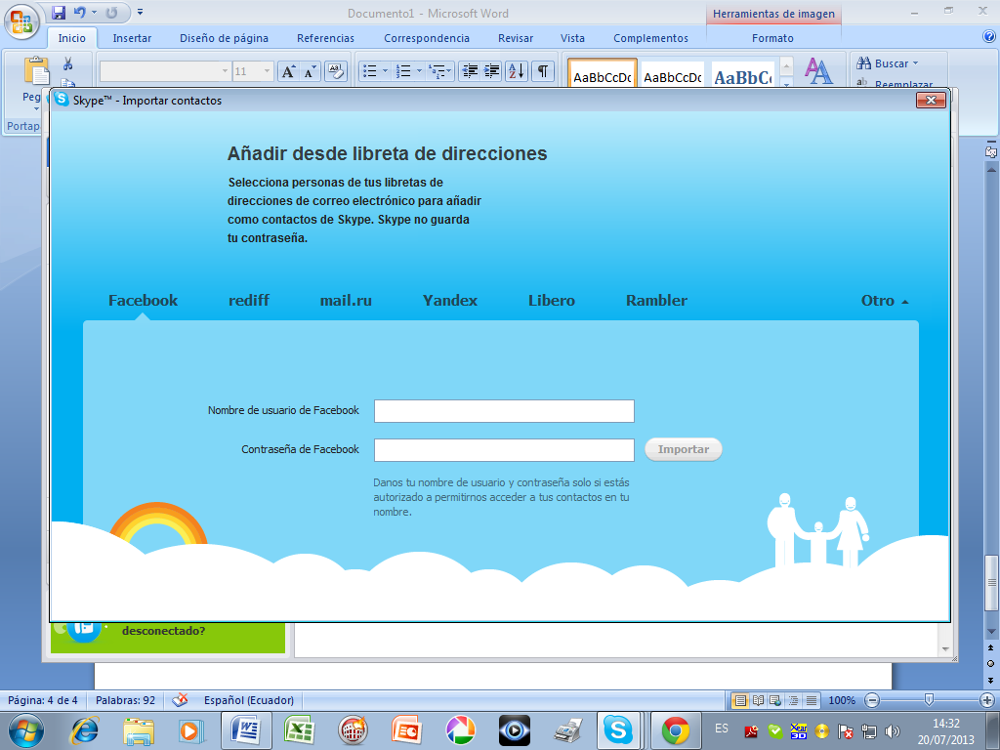 Documento1 - Microsoft Word
Herramientas de imagen
Inicio
Insertar
Diseño de página
Referencias
Correspondencia
Revisar
Vista
Complementos
Formato
11
AaBbCcDc
AaBbCcDc
AaBbC
Buscar
Reemplazar
Peg
Portap
Skype™ - Importar contactos
Añadir desde libreta de direcciones
Selecciona personas de tus libretas de
direcciones de correo electrónico para añadir
como contactos de Skype. Skype no guarda
tu contraseña.
Facebook
rediff
mail.ru
Yandex
Libero
Rambler
Otro
Nombre de usuario de Facebook
Contraseña de Facebook
Importar
Danos tu nombre de usuario y contraseña solo si estás
autorizado a permitirnos acceder a tus contactos en tu
nombre.
desconectado?
Página: 4 de 4
Palabras: 92
Español (Ecuador)
100%
ES
14:32
20/07/2013